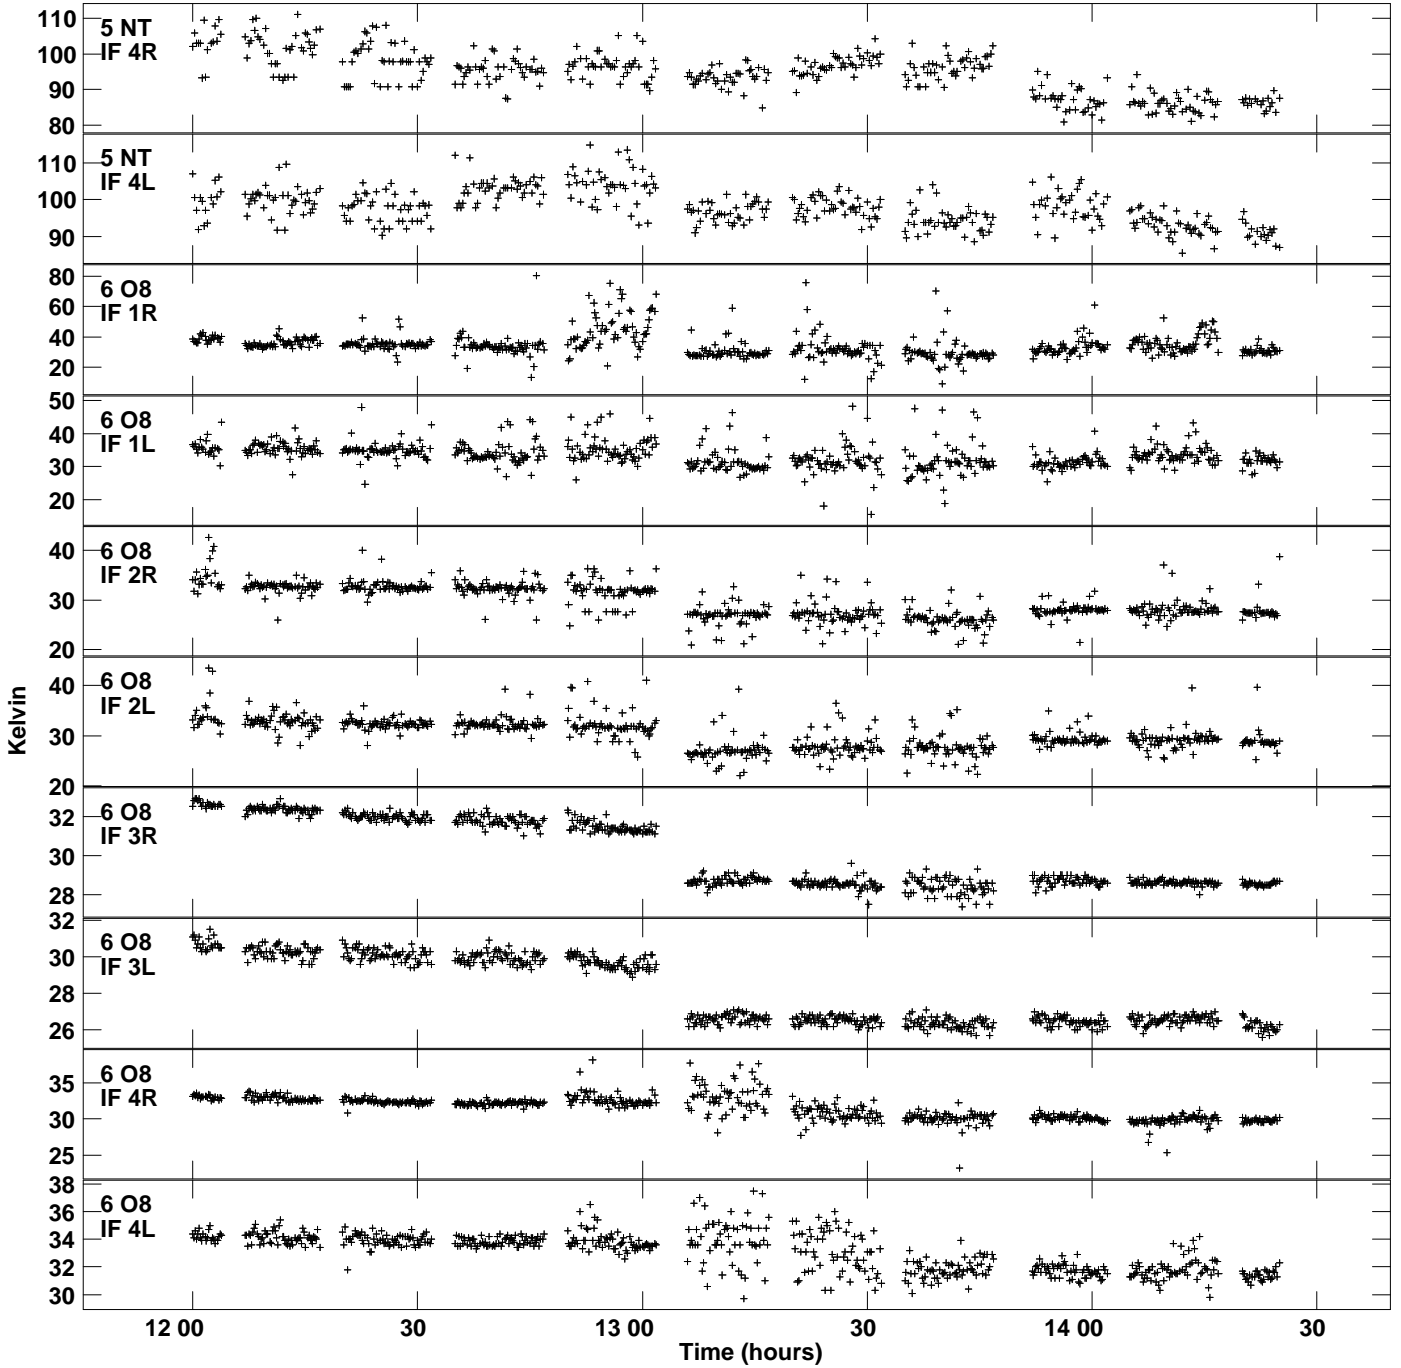 110
100
90
80
5 NT
IF 4R
110
100
90
5 NT
IF 4L
80
60
40
20
6 O8
IF 1R
50
40
30
20
6 O8
IF 1L
40
30
20
6 O8
IF 2R
40
30
20
6 O8
IF 2L
32
30
28
6 O8
IF 3R
32
30
28
26
6 O8
IF 3L
35
30
25
6 O8
IF 4R
38
36
34
32
30
6 O8
IF 4L
Kelvin
12 00 30 13 00 30 14 00 30
Time (hours)